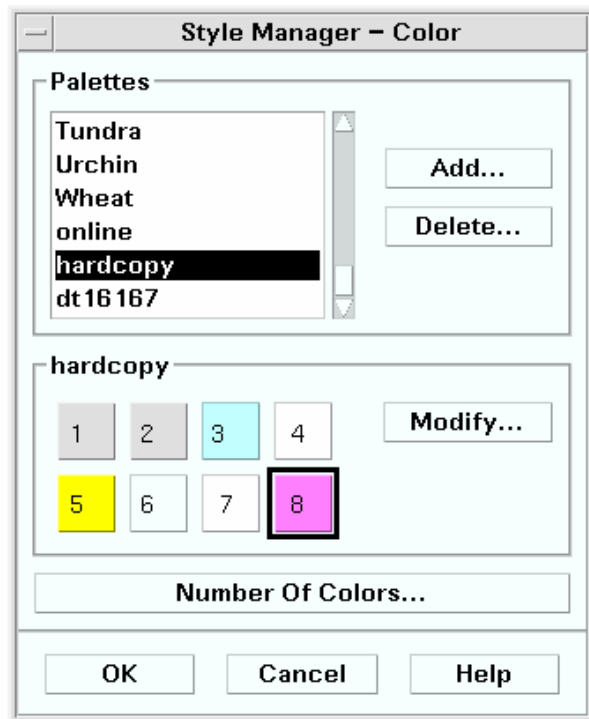 Style Manager – Color
Palettes
Tundra
Urchin
Wheat
online
hardcopy
dt16167
Add...
Delete...
hardcopy
1 2 3 4
5 6 7 8
Modify...
Number Of Colors...
OK Cancel Help